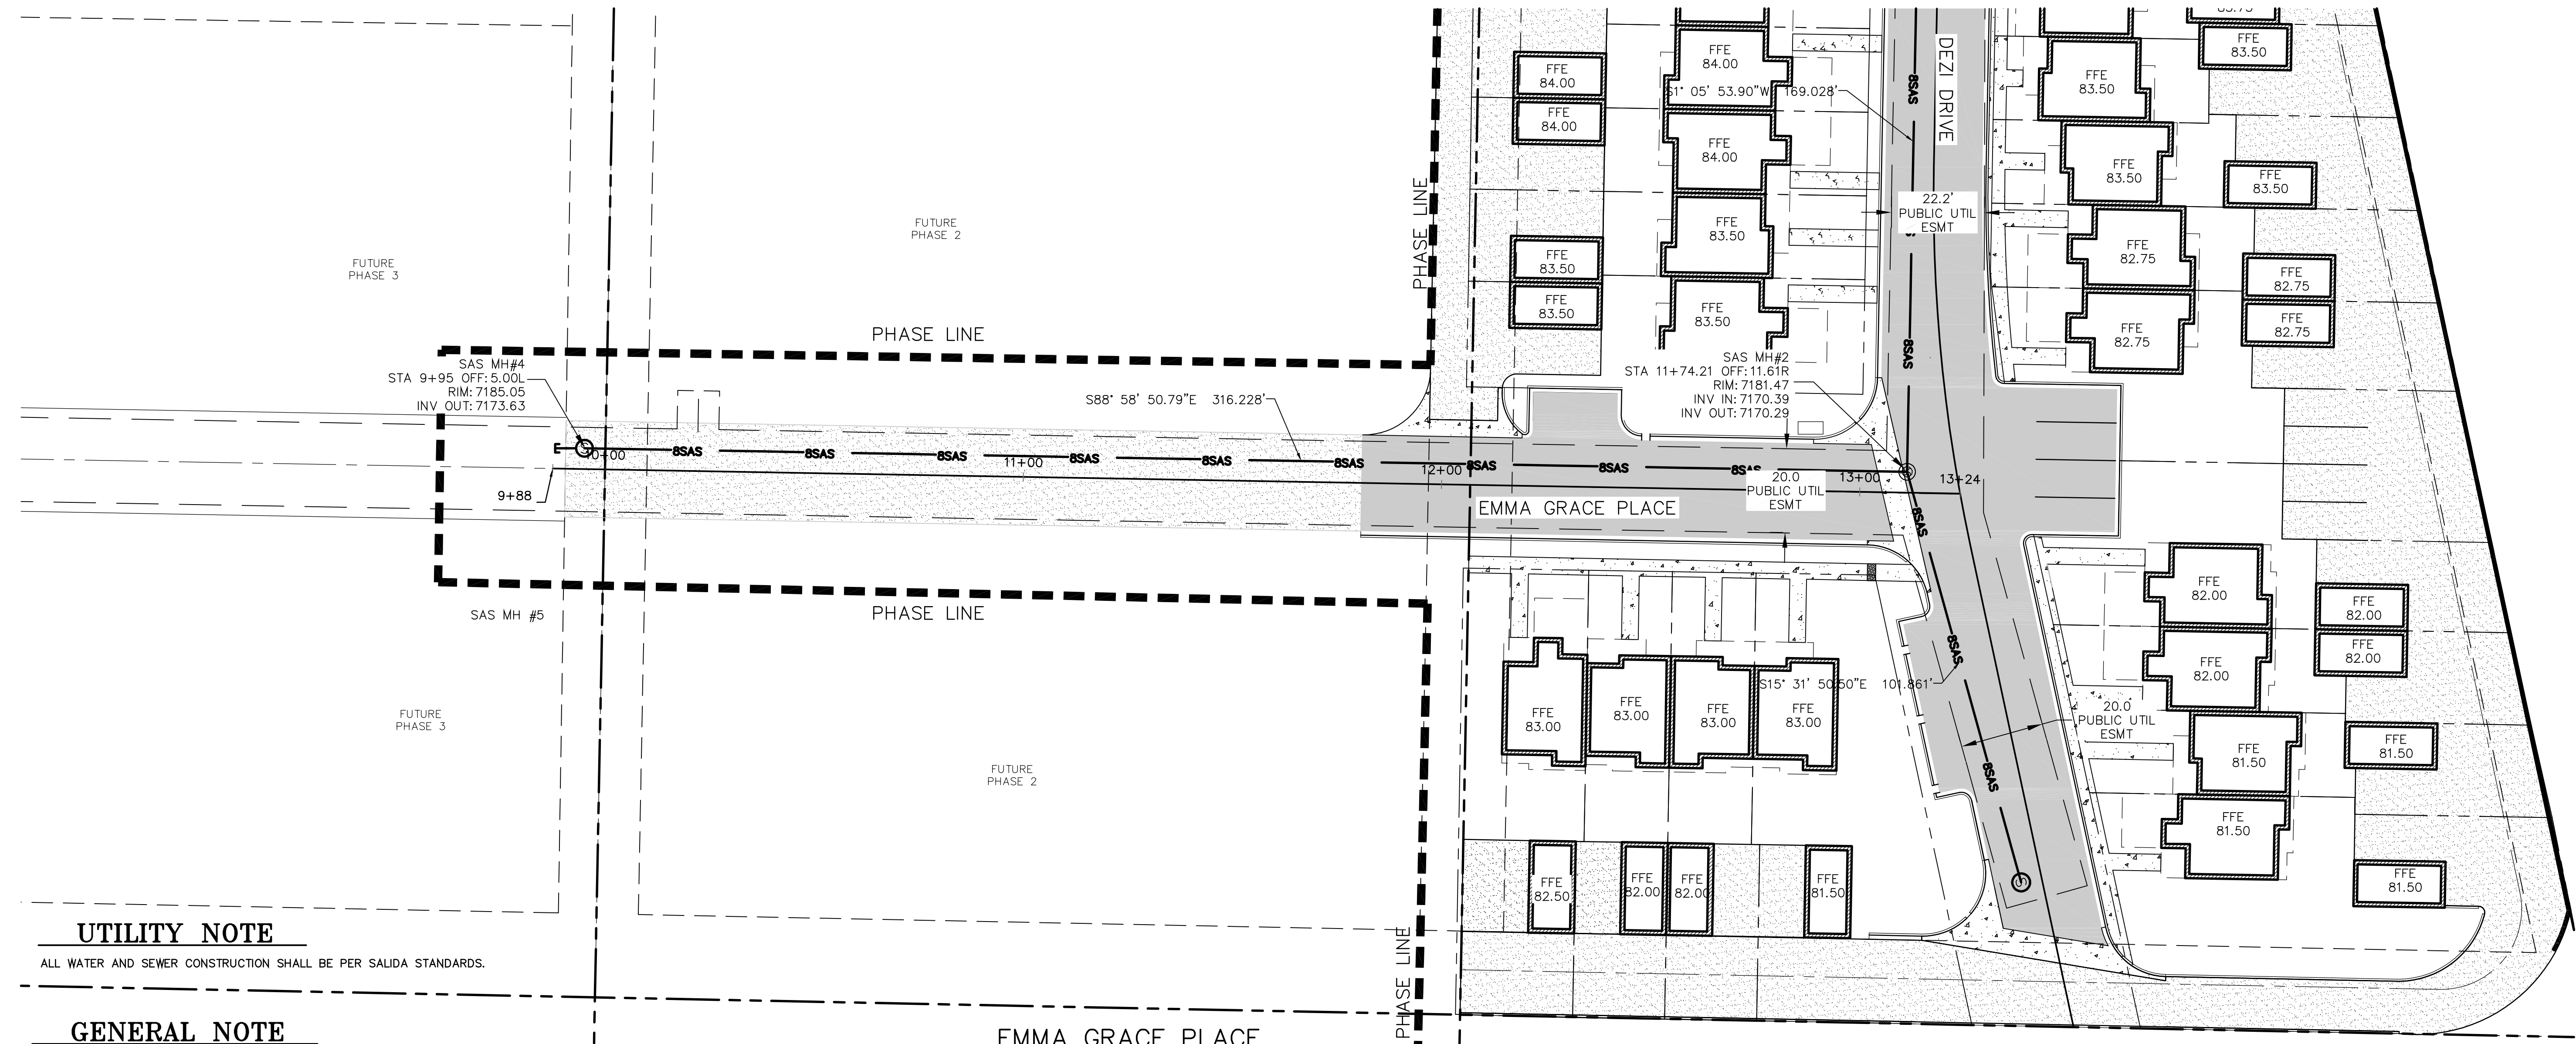 FFE
83.50
FFE
84.00
FFE
84.00
FFE
84.00
FFE
84.00
S1° 05' 53.90"W 169.028'
8SAS
DEZI DRIVE
FFE
83.50
FFE
83.50
FFE
83.50
22.2'
PUBLIC UTIL
ESMT
PHASE LINE
FUTURE
PHASE 2
FUTURE
PHASE 3
FFE
83.50
FFE
83.50
FFE
83.50
FFE
83.50
FFE
82.75
FFE
82.75
FFE
82.75
FFE
82.75
8SAS
PHASE LINE
SAS MH#4
STA 9+95 OFF: 5.00L
RIM: 7185.05
INV OUT: 7173.63
SAS MH#2
STA 11+74.21 OFF: 11.61R
RIM: 7181.47
INV IN: 7170.39
INV OUT: 7170.29
S88° 58' 50.79"E 316.228'
E
8SAS
8SAS
8SAS
8SAS
8SAS
8SAS
8SAS
8SAS
8SAS
10+00
11+00
12+00
13+00
13+24
9+88
20.0
PUBLIC UTIL
ESMT
EMMA GRACE PLACE
8SAS
PHASE LINE
SAS MH #5
FFE
82.00
FFE
82.00
FFE
82.00
FFE
82.00
8SAS
S15° 31' 50.50"E 101.861'
FFE
83.00
FFE
83.00
FFE
83.00
FFE
83.00
20.0
PUBLIC UTIL
ESMT
FUTURE
PHASE 3
FUTURE
PHASE 2
8SAS
FFE
81.50
FFE
81.50
FFE
81.50
FFE
81.50
FFE
82.50
FFE
82.00
FFE
82.00
FFE
81.50
PHASE LINE
UTILITY NOTE
ALL WATER AND SEWER CONSTRUCTION SHALL BE PER SALIDA STANDARDS.
GENERAL NOTE
EMMA GRACE PLACE